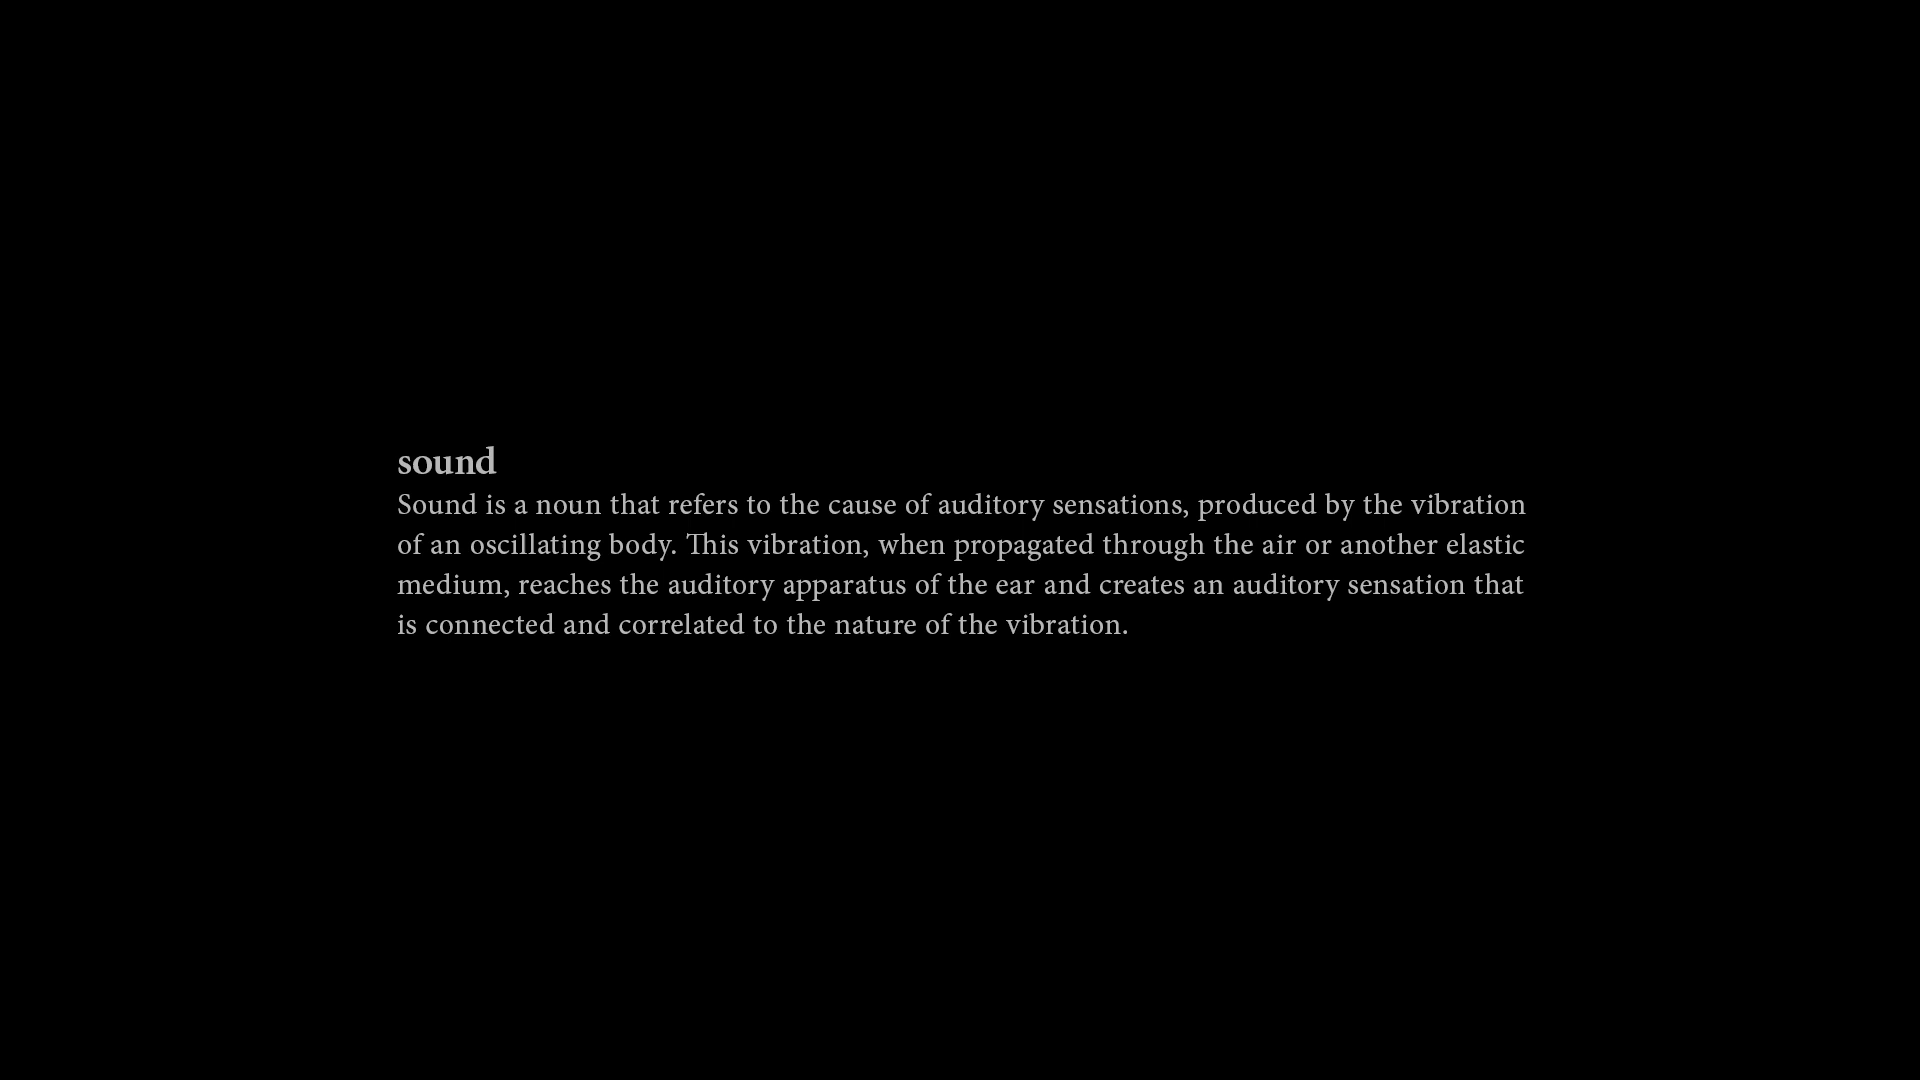 sound
Sound is a noun that refers to the cause of auditory sensations, produced by the vibration
of an oscillating body. This vibration, when propagated through the air or another elastic
medium, reaches the auditory apparatus of the ear and creates an auditory sensation that
is connected and correlated to the nature of the vibration.